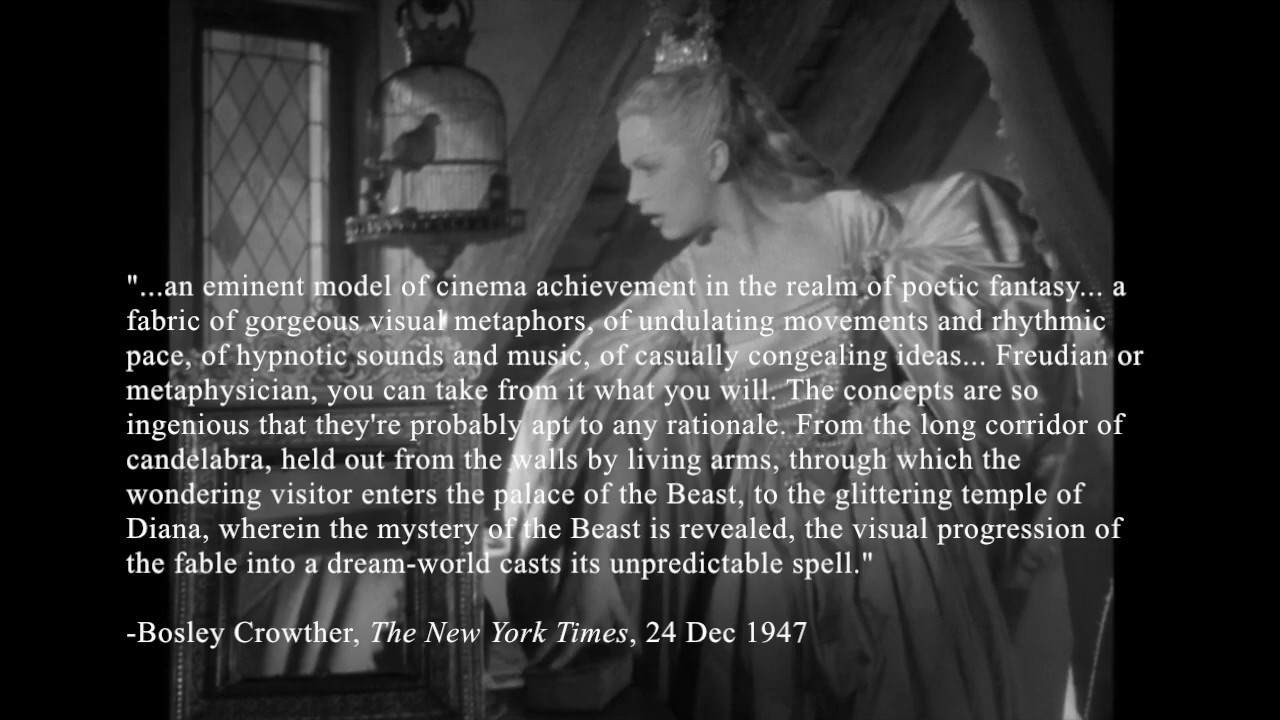 "...an eminent model of cinema achievement in the realm of poetic fantasy... a
fabric of gorgeous visual metaphors, of undulating movements and rhythmic
pace, of hypnotic sounds and music, of casually congealing ideas... Freudian or
metaphysician, you can take from it what you will. The concepts are so
ingenious that they're probably apt to any rationale. From the long corridor of
candelabra, held out from the walls by living arms, through which the
wondering visitor enters the palace of the Beast, to the glittering temple of
Diana, wherein the mystery of the Beast is revealed, the visual progression of
the fable into a dream-world casts its unpredictable spell."
-Bosley Crowther, The New York Times, 24 Dec 1947